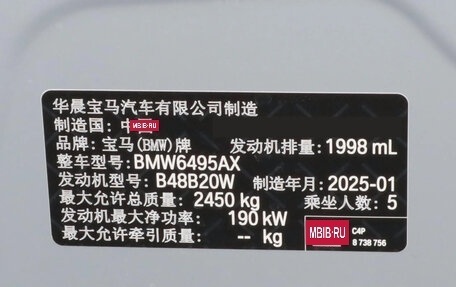 华晨宝马汽车有限公司制造
制造国: 中 MBIB.RU
品牌: 宝马(BMW)牌 发动机排量: 1998 mL
整车型号: BMW6495AX
发动机型号: B48B20W 制造年月: 2025-01
最大允许总质量: 2450 kg 乘坐人数: 5
发动机最大净功率: 190 kW
最大允许牵引质量: -- kg
MBIB.RU
C4P
8 738 756